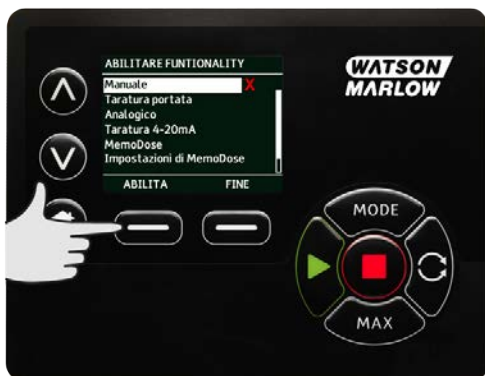 ABILITARE FUNTIONALITY
Manuale X
Taratura portata
Analogico
Taratura 4-20mA
MemoDose
Impostazioni di MemoDose
ABILITA FINE
WATSON
MARLOW
MODE
MAX